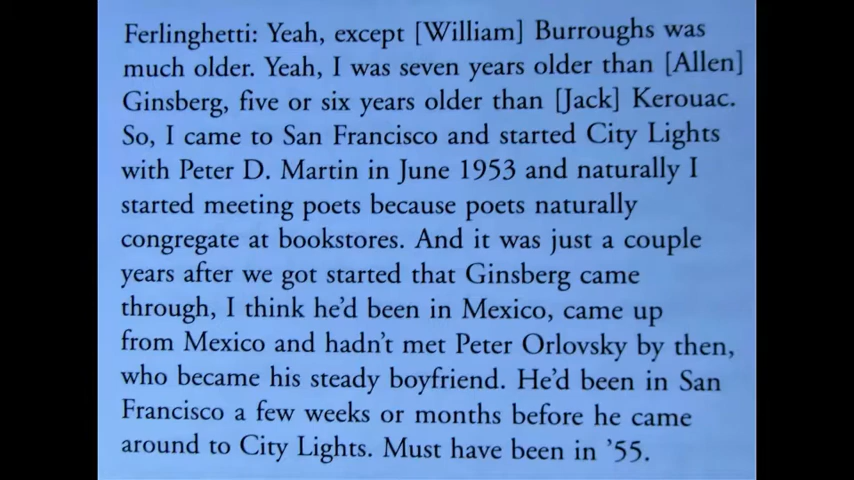 Ferlinghetti: Yeah, except [William] Burroughs was
much older. Yeah, I was seven years older than [Allen]
Ginsberg, five or six years older than [Jack] Kerouac.
So, I came to San Francisco and started City Lights
with Peter D. Martin in June 1953 and naturally I
started meeting poets because poets naturally
congregate at bookstores. And it was just a couple
years after we got started that Ginsberg came
through, I think he’d been in Mexico, came up
from Mexico and hadn’t met Peter Orlovsky by then,
who became his steady boyfriend. He’d been in San
Francisco a few weeks or months before he came
around to City Lights. Must have been in ’55.